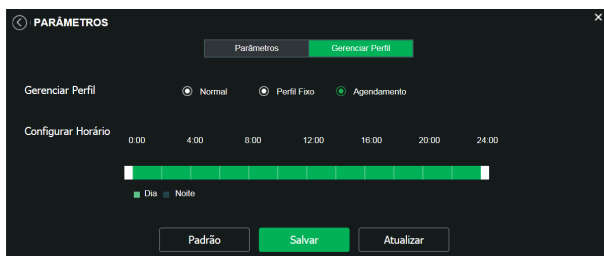 PARÂMETROS
Parâmetros Gerenciar Perfil
Gerenciar Perfil Normal Perfil Fixo Agendamento
Configurar Horário
0:00 4:00 8:00 12:00 16:00 20:00 24:00
Dia Noite
Padrão Salvar Atualizar